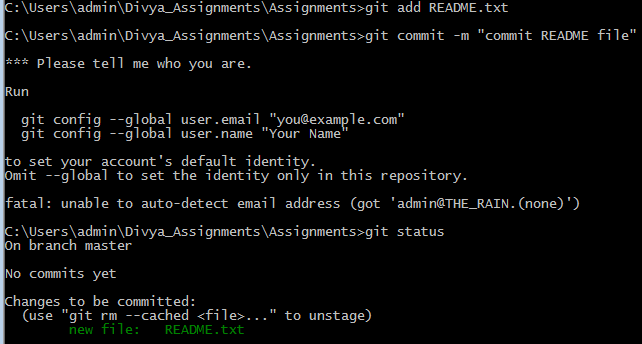 C:\Users\admin\Divya_Assignments\Assignments>git add README.txt
C:\Users\admin\Divya_Assignments\Assignments>git commit -m "commit README file"
*** Please tell me who you are.
Run
git config --global user.email "you@example.com"
git config --global user.name "Your Name"
to set your account's default identity.
Omit --global to set the identity only in this repository.
fatal: unable to auto-detect email address (got 'admin@THE_RAIN.(none)')
C:\Users\admin\Divya_Assignments\Assignments>git status
On branch master
No commits yet
Changes to be committed:
(use "git rm --cached <file>..." to unstage)
new file:   README.txt